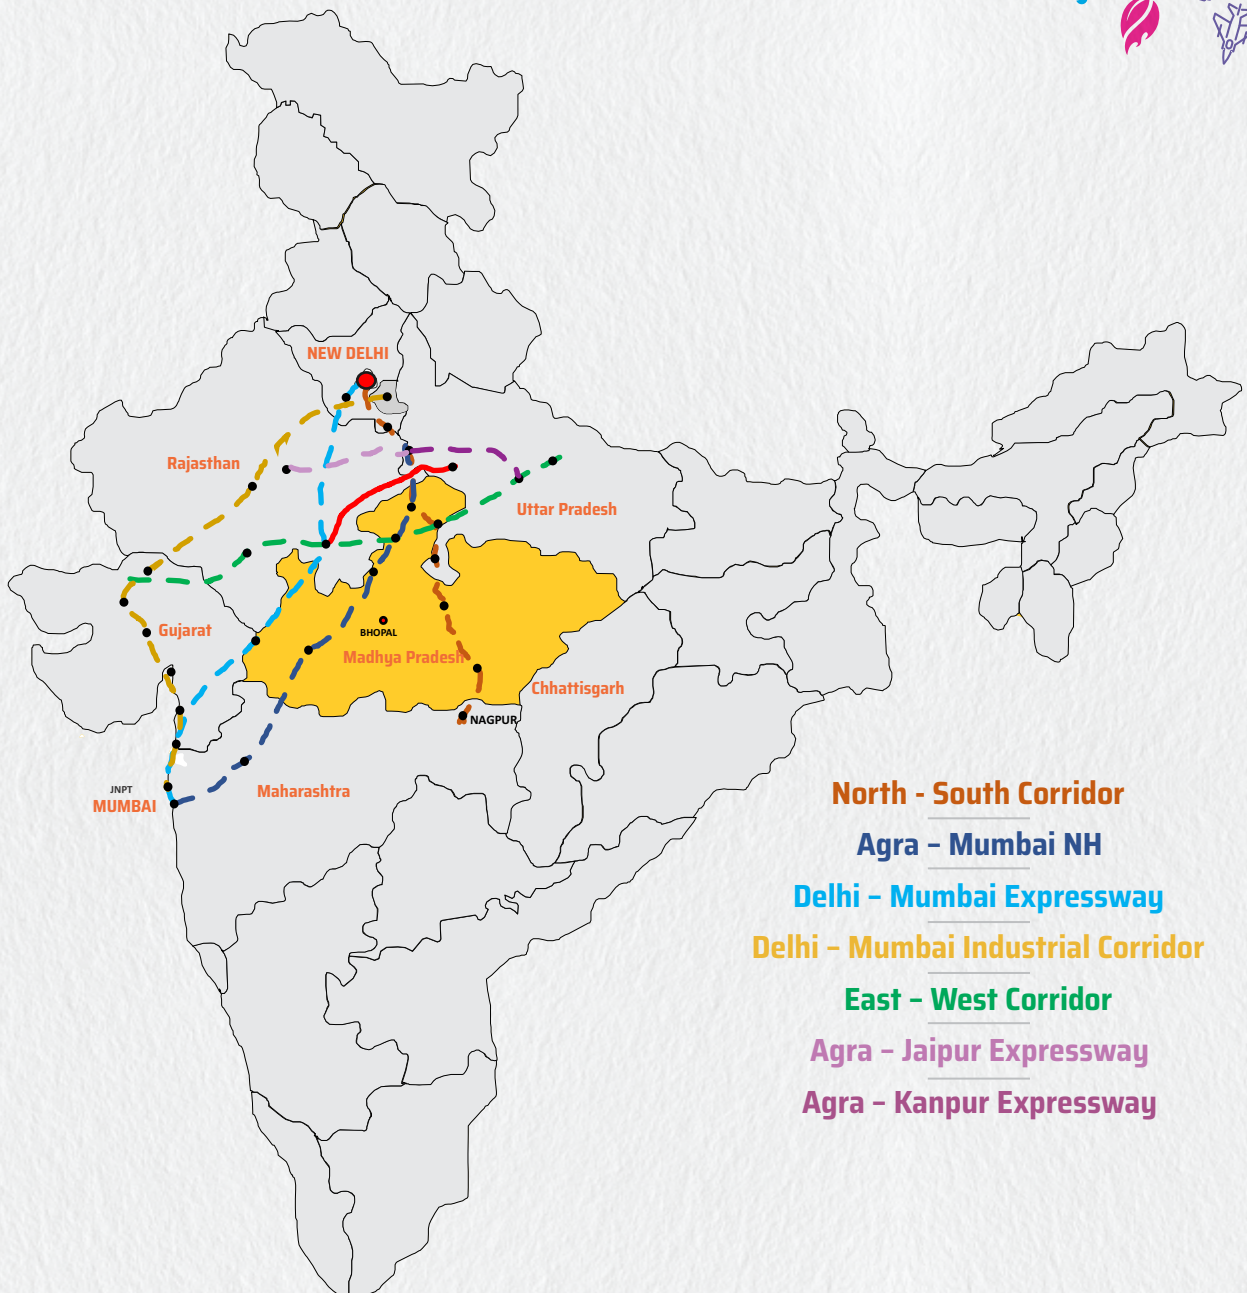 NEW DELHI
Rajasthan
Uttar Pradesh
Gujarat
BHOPAL
Madhya Pradesh
Chhattisgarh
NAGPUR
JNPT
MUMBAI
Maharashtra
North - South Corridor
Agra – Mumbai NH
Delhi – Mumbai Expressway
Delhi – Mumbai Industrial Corridor
East – West Corridor
Agra – Jaipur Expressway
Agra – Kanpur Expressway